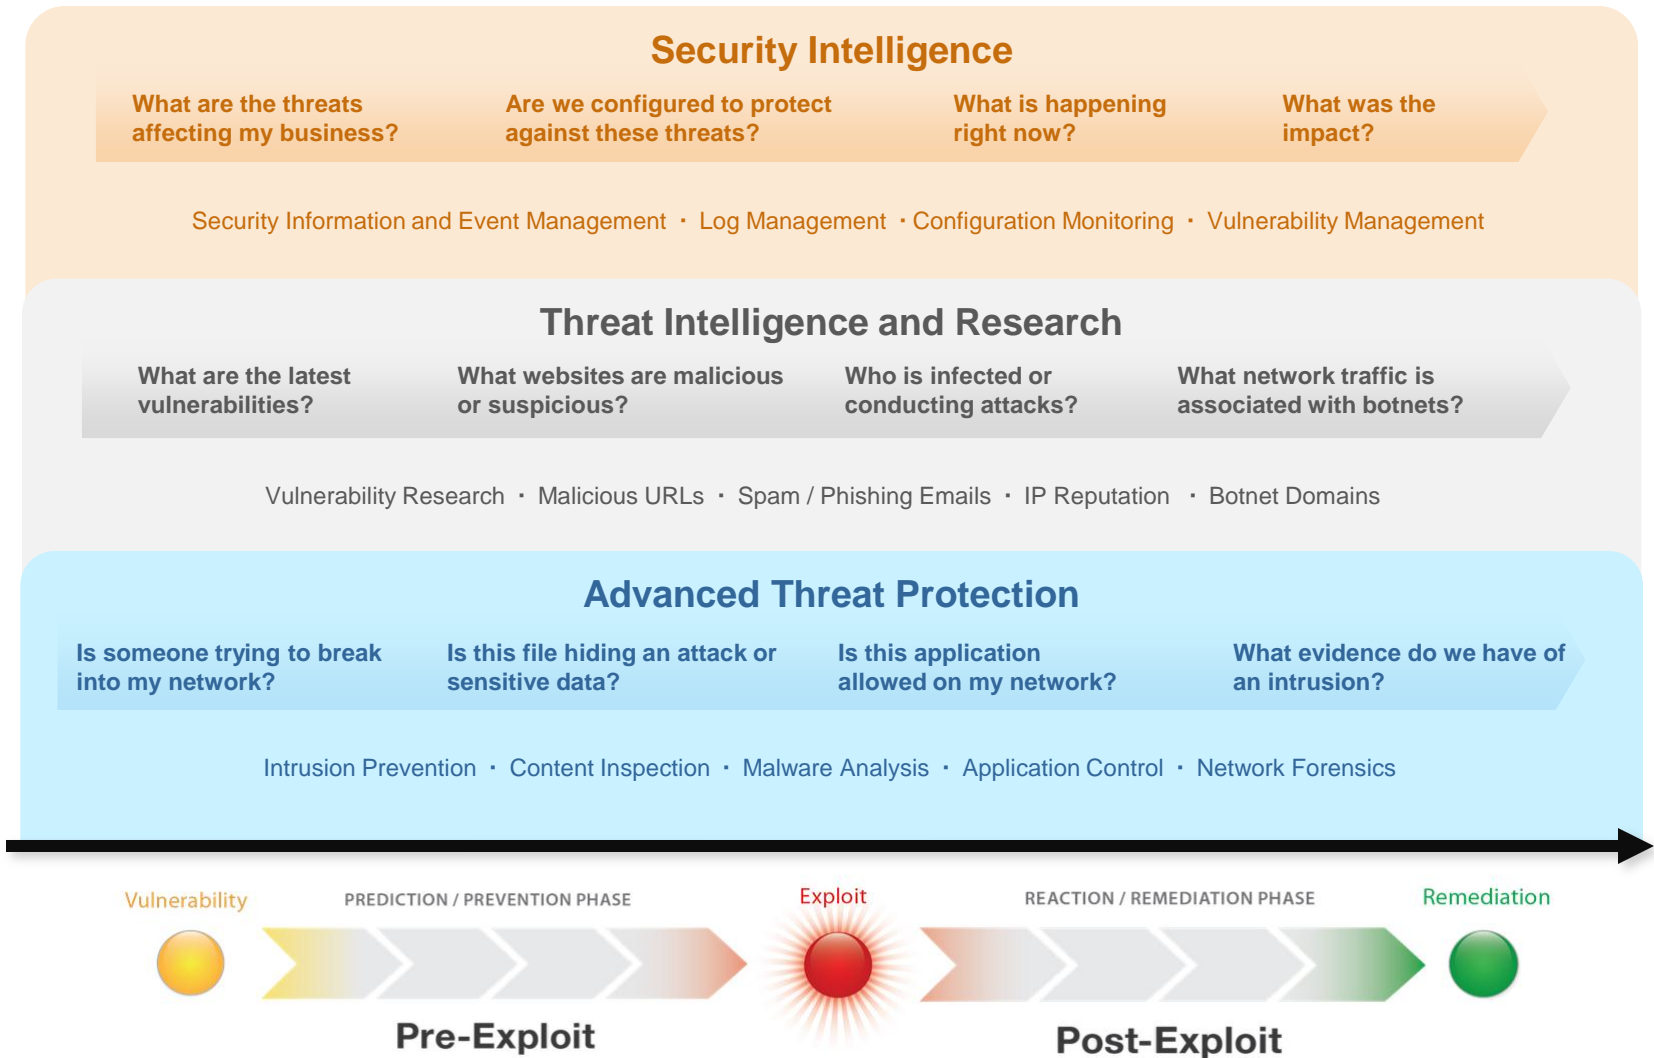 Security Intelligence
What are the threats
affecting my business?
Are we configured to protect
against these threats?
What is happening
right now?
What was the
impact?
Security Information and Event Management · Log Management · Configuration Monitoring · Vulnerability Management
Threat Intelligence and Research
What are the latest
vulnerabilities?
What websites are malicious
or suspicious?
Who is infected or
conducting attacks?
What network traffic is
associated with botnets?
Vulnerability Research · Malicious URLs · Spam / Phishing Emails · IP Reputation · Botnet Domains
Advanced Threat Protection
Is someone trying to break
into my network?
Is this file hiding an attack or
sensitive data?
Is this application
allowed on my network?
What evidence do we have of
an intrusion?
Intrusion Prevention · Content Inspection · Malware Analysis · Application Control · Network Forensics
Vulnerability
PREDICTION / PREVENTION PHASE
Exploit
REACTION / REMEDIATION PHASE
Remediation
Pre-Exploit
Post-Exploit